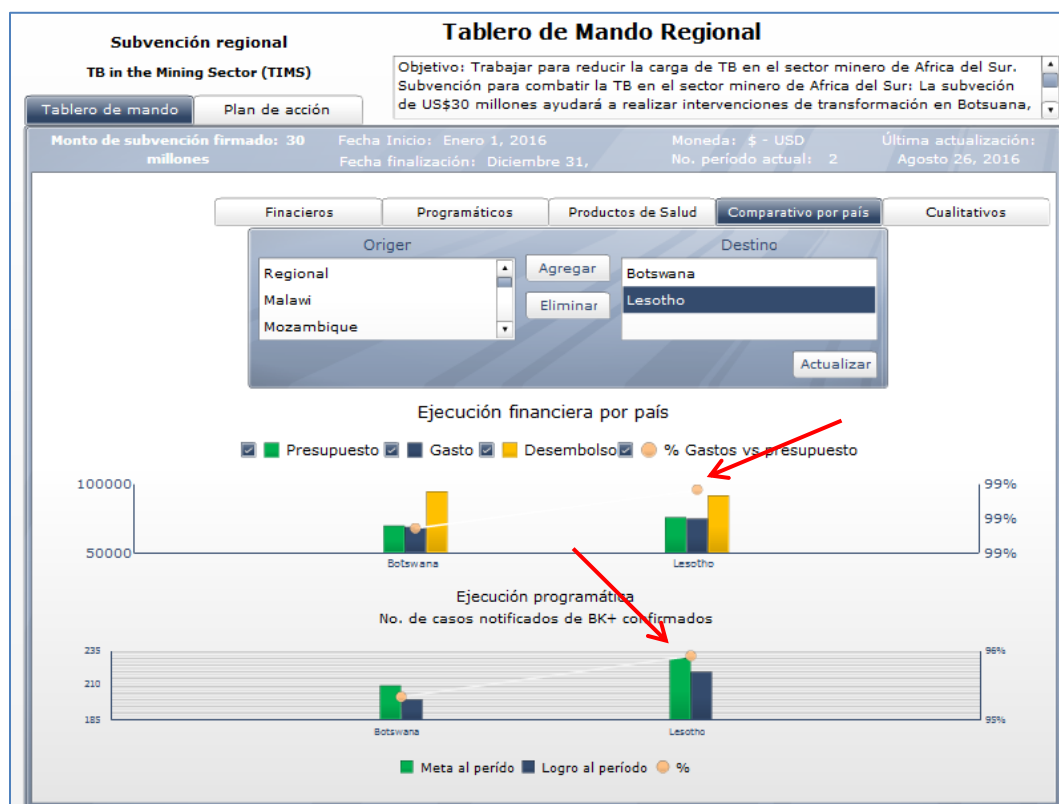 Subvención regional
TB in the Mining Sector (TIMS)
Tablero de Mando Regional
Objetivo: Trabajar para reducir la carga de TB en el sector minero de Africa del Sur.
Subvención para combatir la TB en el sector minero de Africa del Sur: La subveción
de US$30 millones ayudará a realizar intervenciones de transformación en Botsuana,
Tablero de mando Plan de acción
Monto de subvención firmado: 30
millones
Fecha Inicio: Enero 1, 2016
Fecha finalización: Diciembre 31,
Moneda: $ - USD
No. período actual: 2
Última actualización:
Agosto 26, 2016
Finacieros Programáticos Productos de Salud Comparativo por país Cualitativos
Origer Destino
Regional
Malawi
Mozambique
Agregar
Eliminar
Botswana
Lesotho
Actualizar
Ejecución financiera por país
Presupuesto Gasto Desembolso % Gastos vs presupuesto
100000 99%
99%
50000 99%
Botswana Lesotho
Ejecución programática
No. de casos notificados de BK+ confirmados
235 96%
210
185 95%
Botswana Lesotho
Meta al perído Logro al período %